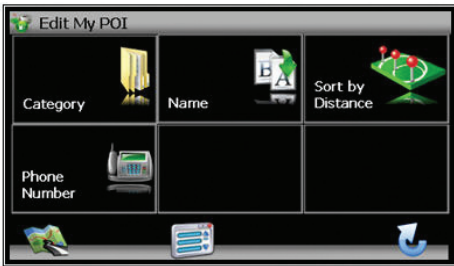 Edit My POI
Category
Name
Sort by
Distance
Phone
Number